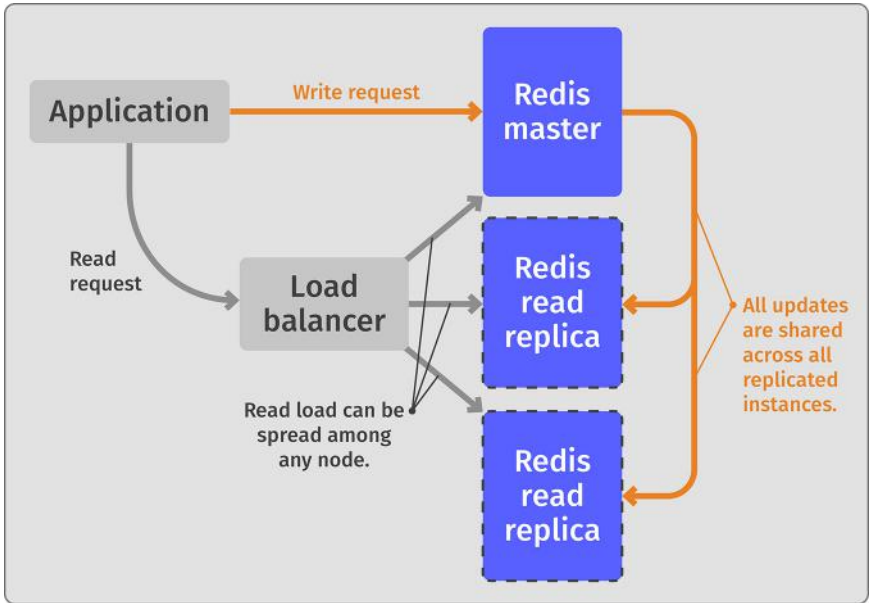 Application
Write request
Redis
master
Read
request
Load
balancer
Redis
read
replica
All updates
are shared
across all
replicated
instances.
Read load can be
spread among
any node.
Redis
read
replica